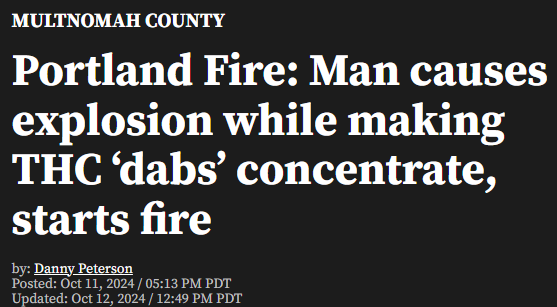 MULTNOMAH COUNTY
Portland Fire: Man causes
explosion while making
THC ‘dabs’ concentrate,
starts fire
by: Danny Peterson
Posted: Oct 11, 2024 / 05:13 PM PDT
Updated: Oct 12, 2024 / 12:49 PM PDT